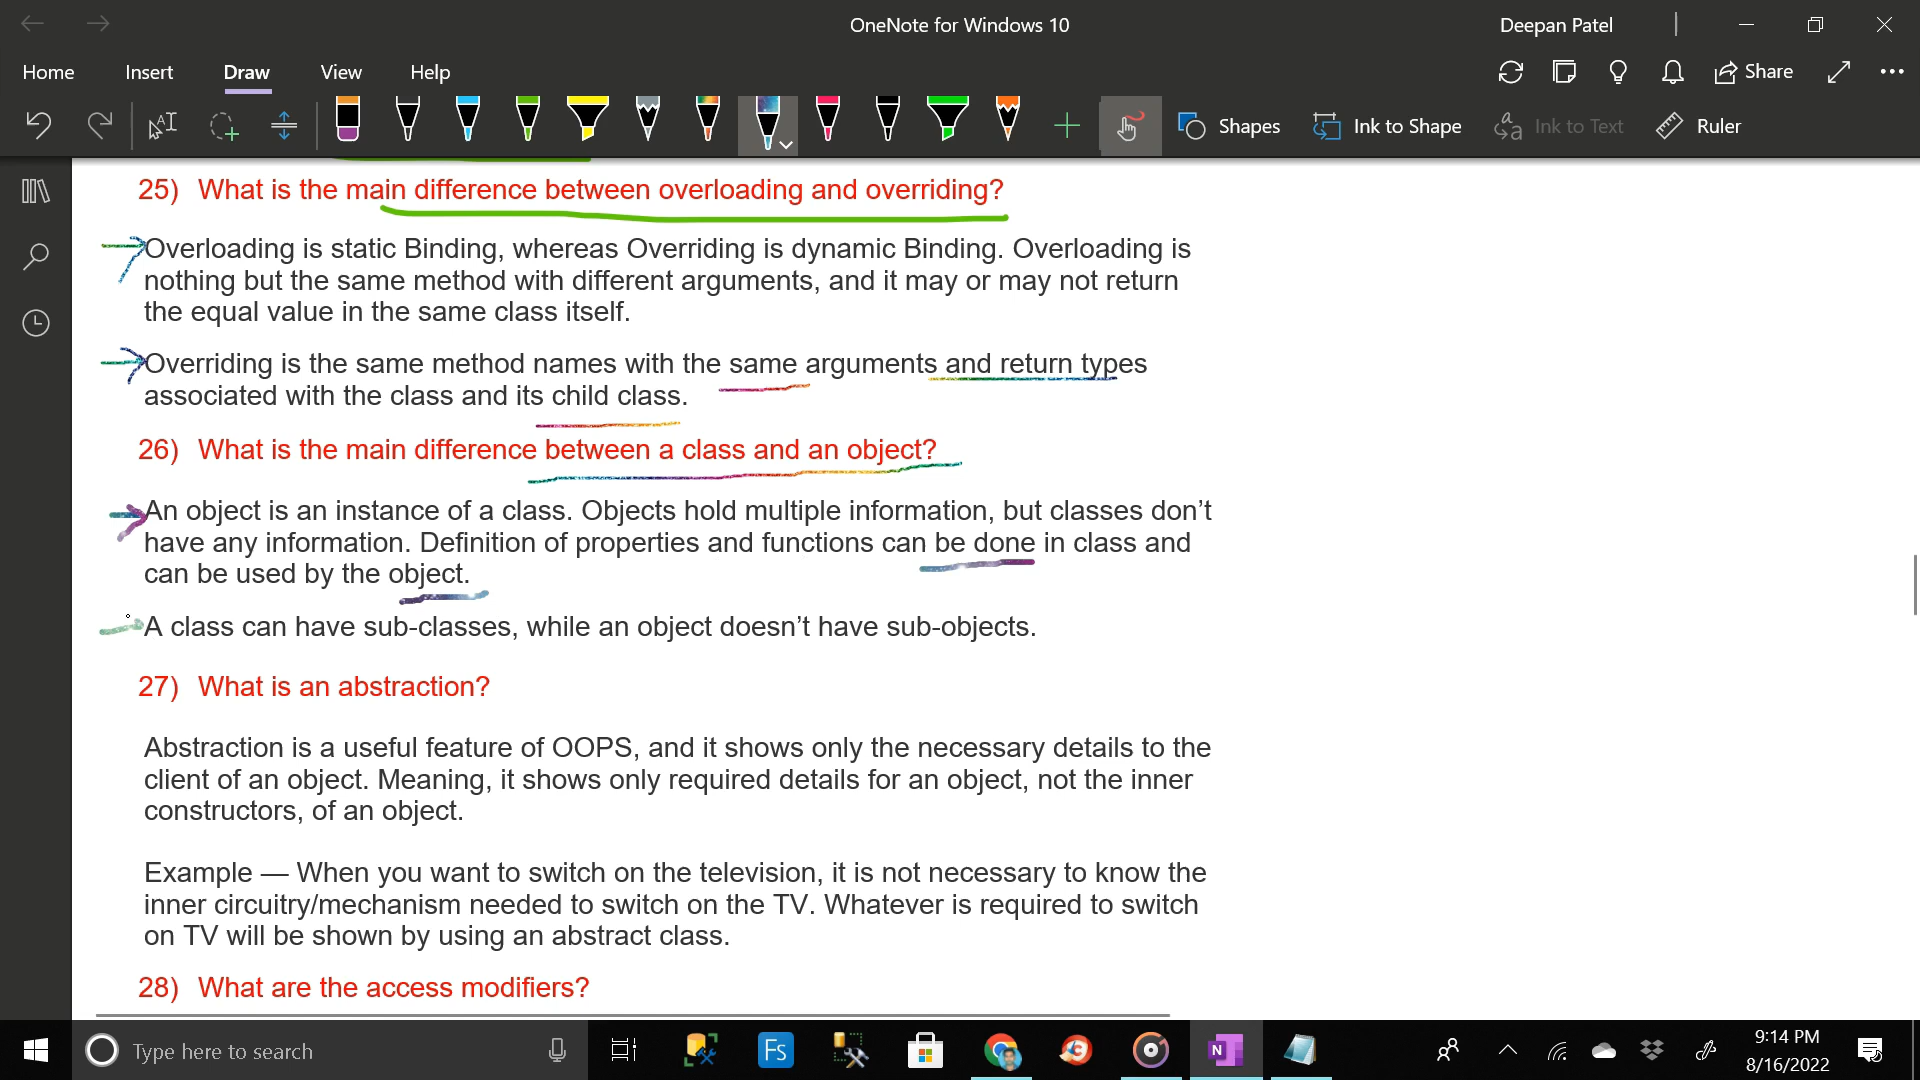 OneNote for Windows 10
Deepan Patel
Home Insert Draw View Help
Share
Shapes Ink to Shape Ink to Text Ruler
25) What is the main difference between overloading and overriding?
Overloading is static Binding, whereas Overriding is dynamic Binding. Overloading is
nothing but the same method with different arguments, and it may or may not return
the equal value in the same class itself.
Overriding is the same method names with the same arguments and return types
associated with the class and its child class.
26) What is the main difference between a class and an object?
An object is an instance of a class. Objects hold multiple information, but classes don’t
have any information. Definition of properties and functions can be done in class and
can be used by the object.
A class can have sub-classes, while an object doesn’t have sub-objects.
27) What is an abstraction?
Abstraction is a useful feature of OOPS, and it shows only the necessary details to the
client of an object. Meaning, it shows only required details for an object, not the inner
constructors, of an object.
Example — When you want to switch on the television, it is not necessary to know the
inner circuitry/mechanism needed to switch on the TV. Whatever is required to switch
on TV will be shown by using an abstract class.
28) What are the access modifiers?
Type here to search
Fs
N
9:14 PM
8/16/2022